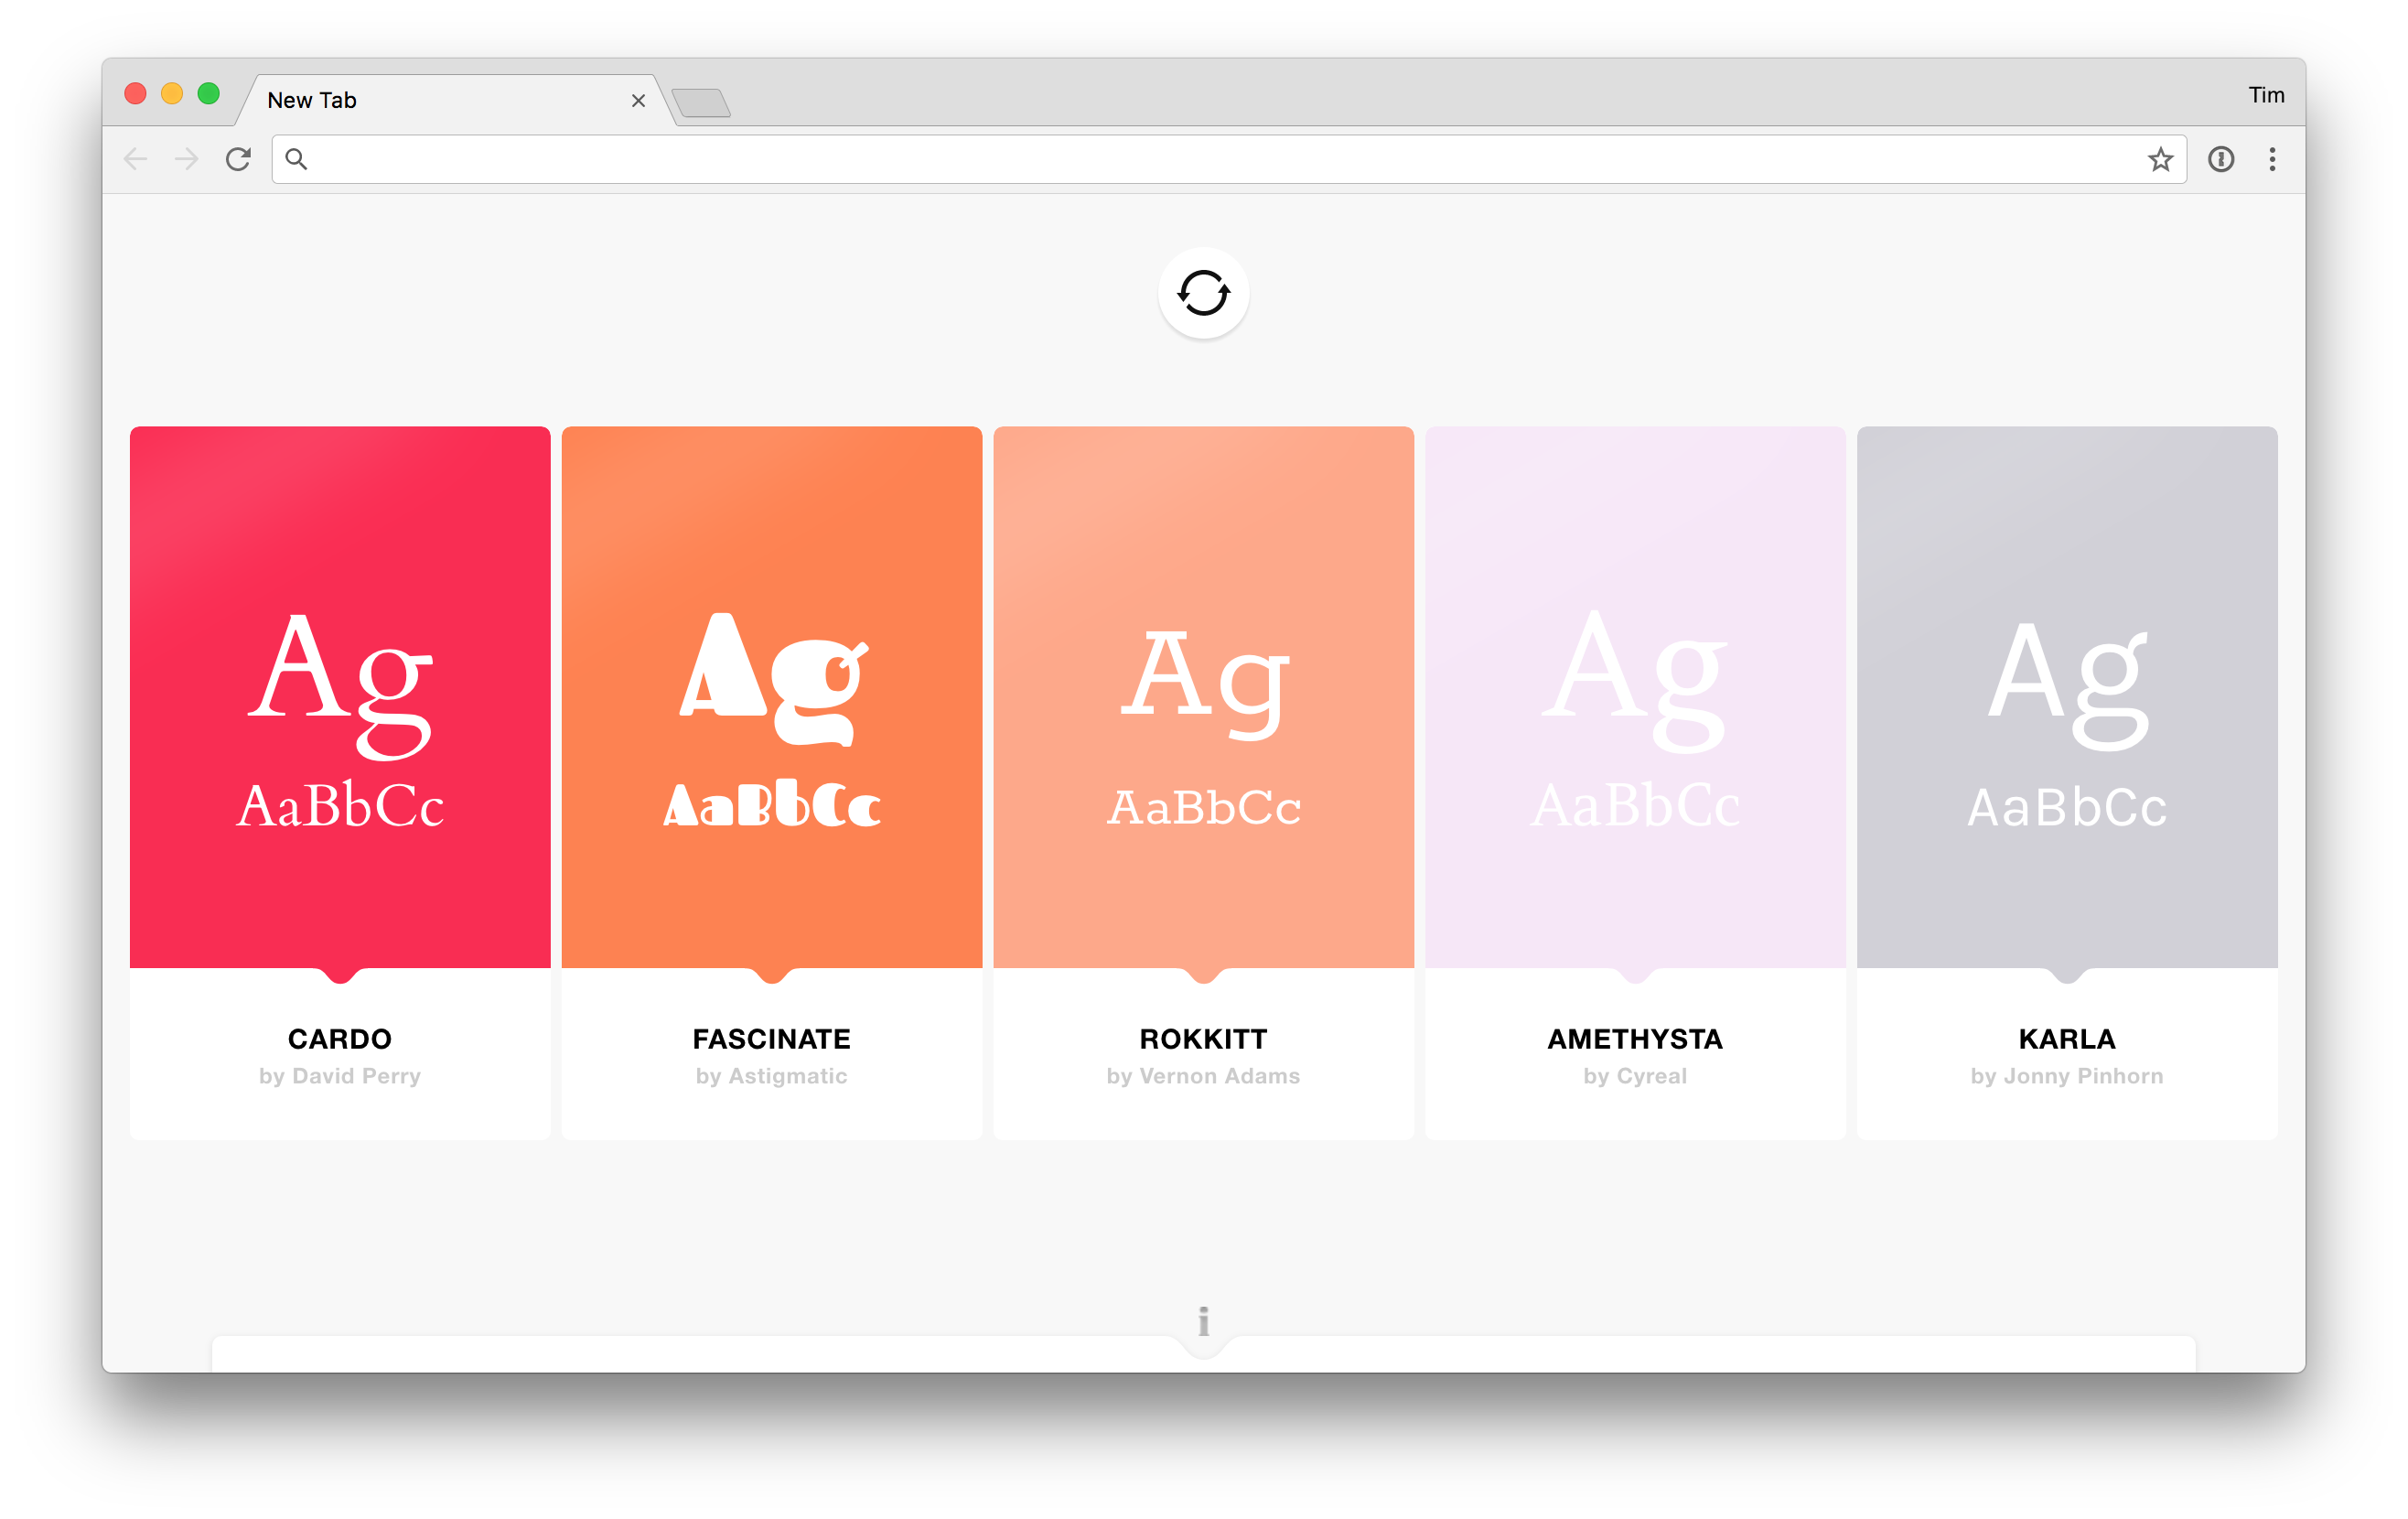 New Tab
Tim
Ag
AaBbCc
CARDO
by David Perry
Ag
AaBbCc
FASCINATE
by Astigmatic
Ag
AaBbCc
ROKKITT
by Vernon Adams
Ag
AaBbCc
AMETHYSTA
by Cyreal
Ag
AaBbCc
KARLA
by Jonny Pinhorn
i